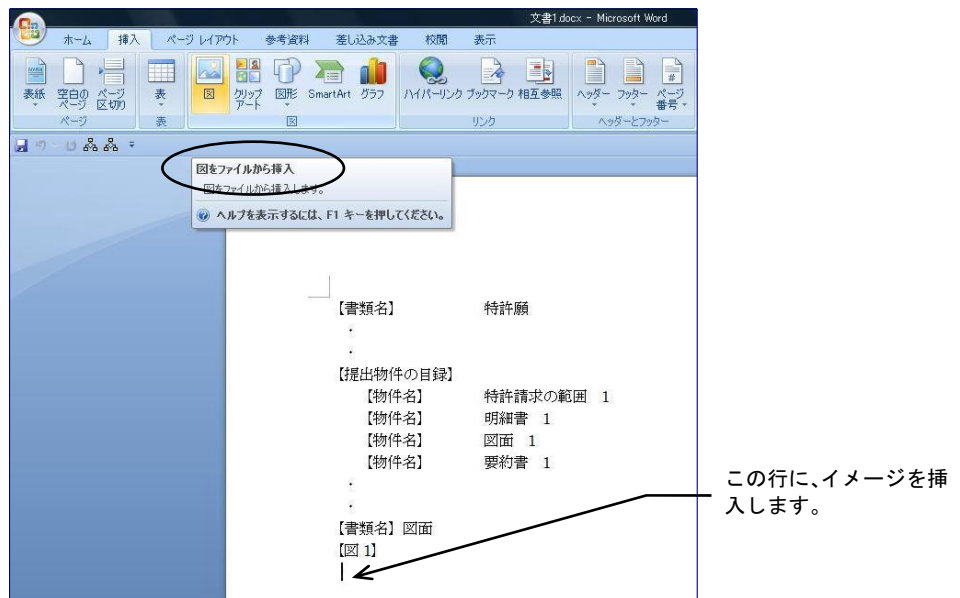 文書1.docx - Microsoft Word
ホーム 挿入 ページ レイアウト 参考資料 差し込み文書 校閲 表示
表紙 空白の ページ 表 図 クリップ 図形 SmartArt グラフ ハイパーリンク ブックマーク 相互参照 ヘッダー フッター ページ
ページ 区切り アート 番号
ページ 表 図 リンク ヘッダーとフッター
図をファイルから挿入
図をファイルから挿入します。
ヘルプを表示するには、F1 キーを押してください。
【書類名】 特許願
・
・
【提出物件の目録】
【物件名】 特許請求の範囲 1
【物件名】 明細書 1
【物件名】 図面 1
【物件名】 要約書 1
・
・
【書類名】図面
【図 1】
この行に、イメージを挿
入します。